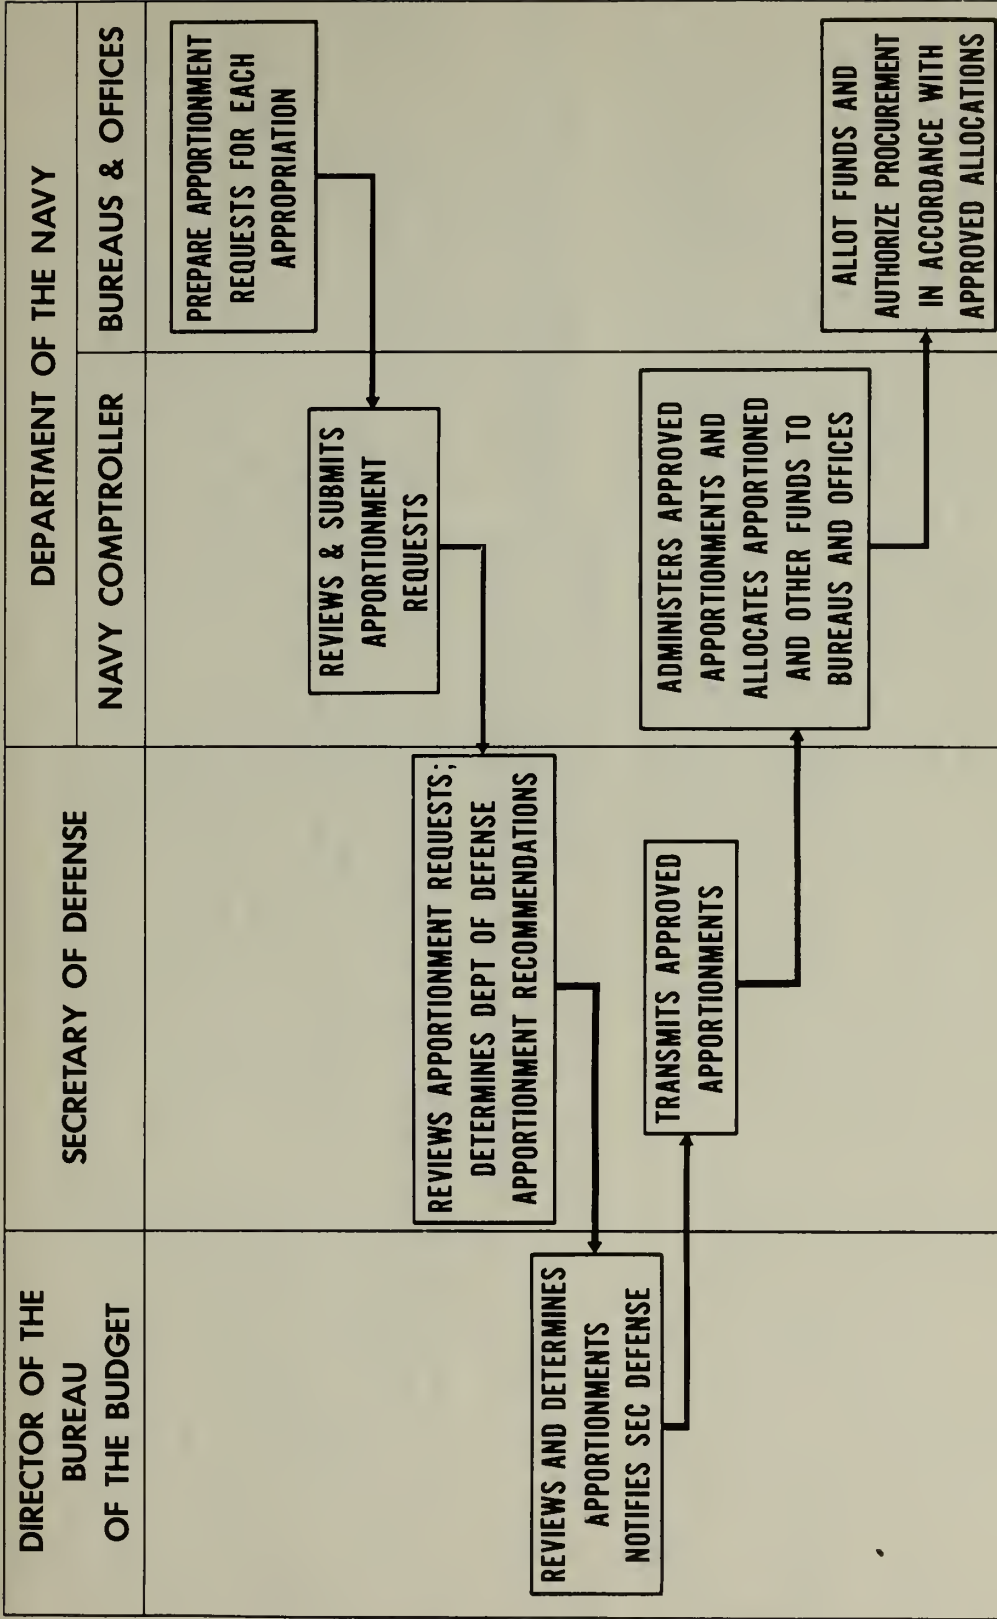 DIRECTOR OF THE
BUREAU
OF THE BUDGET
SECRETARY OF DEFENSE
DEPARTMENT OF THE NAVY
NAVY COMPTROLLER
BUREAUS & OFFICES
PREPARE APPORTIONMENT
REQUESTS FOR EACH
APPROPRIATION
REVIEWS & SUBMITS
APPORTIONMENT
REQUESTS
REVIEWS APPORTIONMENT REQUESTS;
DETERMINES DEPT OF DEFENSE
APPORTIONMENT RECOMMENDATIONS
REVIEWS AND DETERMINES
APPORTIONMENTS
NOTIFIES SEC DEFENSE
TRANSMITS APPROVED
APPORTIONMENTS
ADMINISTERS APPROVED
APPORTIONMENTS AND
ALLOCATES APPORTIONED
AND OTHER FUNDS TO
BUREAUS AND OFFICES
ALLOT FUNDS AND
AUTHORIZE PROCUREMENT
IN ACCORDANCE WITH
APPROVED ALLOCATIONS